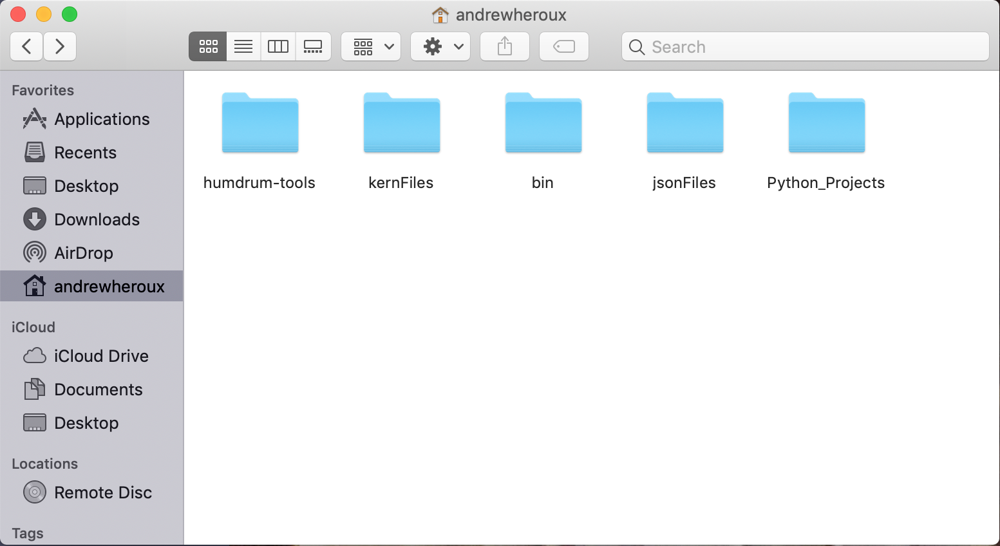 andrewheroux
Search
Favorites
Applications
Recents
Desktop
Downloads
AirDrop
andrewheroux
iCloud
iCloud Drive
Documents
Desktop
Locations
Remote Disc
Tags
humdrum-tools
kernFiles
bin
jsonFiles
Python_Projects